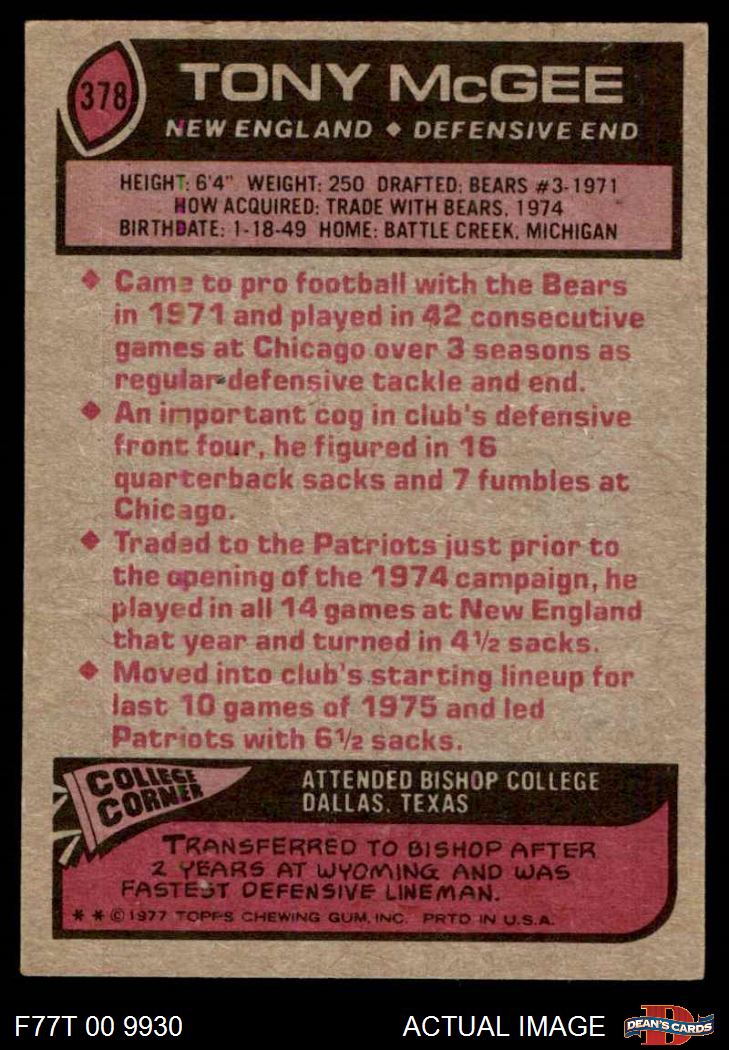 378
TONY McGEE
NEW ENGLAND ◆ DEFENSIVE END
HEIGHT: 6'4" WEIGHT: 250 DRAFTED: BEARS #3-1971
HOW ACQUIRED: TRADE WITH BEARS, 1974
BIRTHDATE: 1-18-49 HOME: BATTLE CREEK, MICHIGAN
◆ Came to pro football with the Bears
in 1971 and played in 42 consecutive
games at Chicago over 3 seasons as
regular defensive tackle and end.
◆ An important cog in club's defensive
front four, he figured in 16
quarterback sacks and 7 fumbles at
Chicago.
◆ Traded to the Patriots just prior to
the opening of the 1974 campaign, he
played in all 14 games at New England
that year and turned in 4½ sacks.
◆ Moved into club's starting lineup for
last 10 games of 1975 and led
Patriots with 6½ sacks.
COLLEGE
CORNER
ATTENDED BISHOP COLLEGE
DALLAS, TEXAS
TRANSFERRED TO BISHOP AFTER
2 YEARS AT WYOMING AND WAS
FASTEST DEFENSIVE LINEMAN.
* * © 1977 TOPPS CHEWING GUM, INC. PRTD IN U.S.A.
F77T 00 9930
ACTUAL IMAGE
D
DEAN'S CARDS